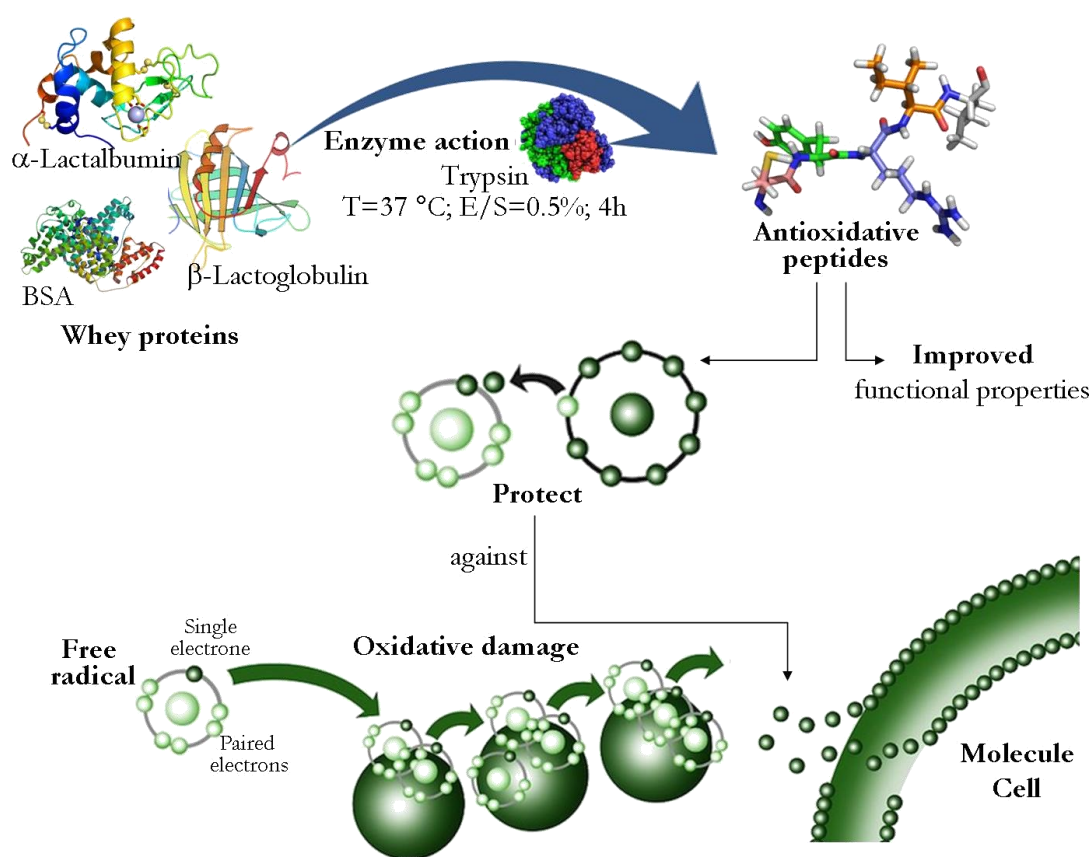 α-Lactalbumin
BSA
β-Lactoglobulin
Whey proteins
Enzyme action
Trypsin
T=37 °C; E/S=0.5%; 4h
Antioxidative
peptides
Improved
functional properties
Protect
against
Free
radical
Single
electrone
Paired
electrons
Oxidative damage
Molecule
Cell